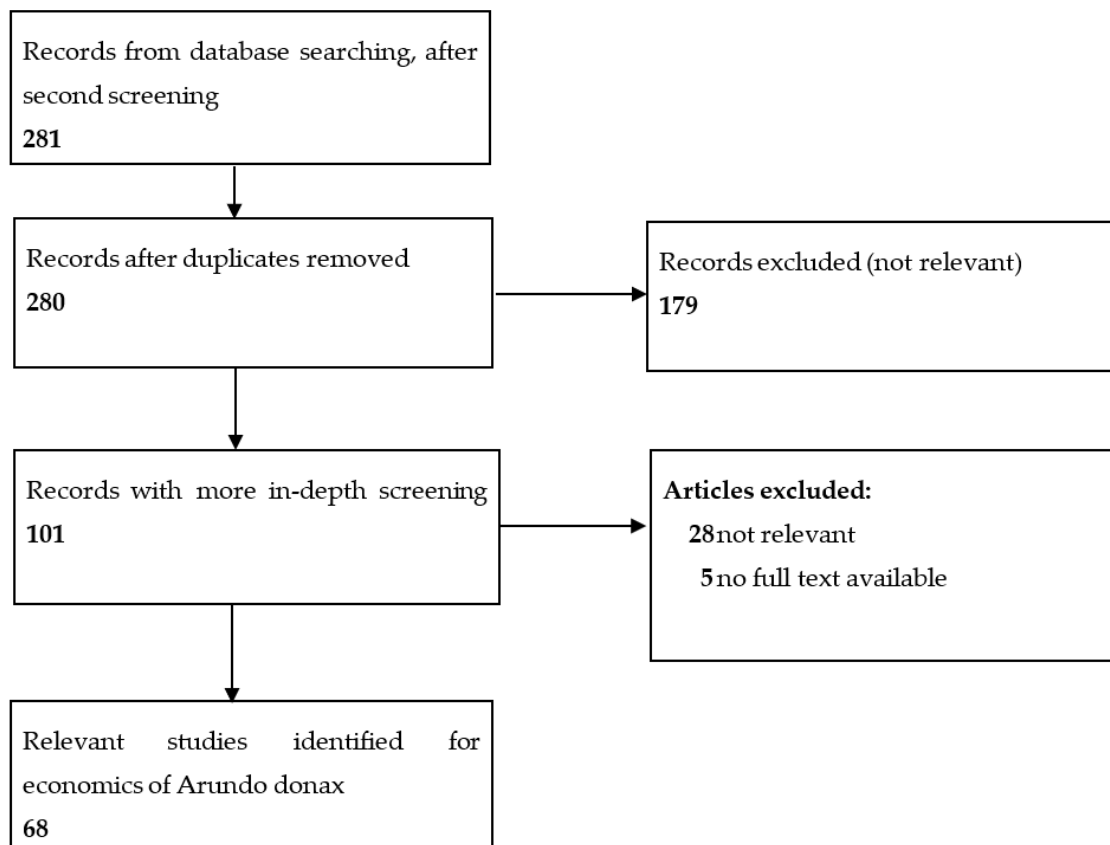 Records from database searching, after
second screening
281
Records after duplicates removed
280
Records excluded (not relevant)
179
Records with more in-depth screening
101
Articles excluded:
28 not relevant
5 no full text available
Relevant studies identified for
economics of Arundo donax
68